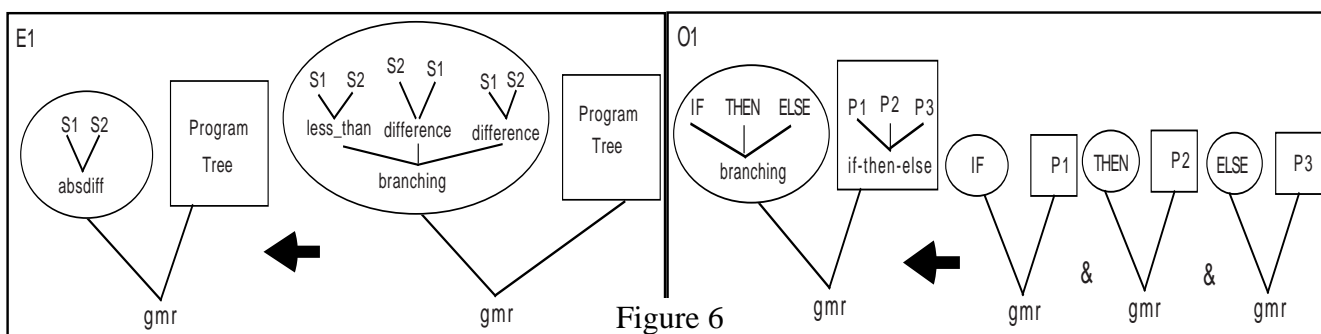 E1
S1 S2
absdiff
Program
Tree
gmr
S1 S2
less_than
S2 S1
difference
S1 S2
difference
branching
Program
Tree
gmr
Figure 6
O1
IF THEN ELSE
branching
P1 P2 P3
if-then-else
gmr
IF
P1
gmr
&
THEN
P2
gmr
&
ELSE
P3
gmr